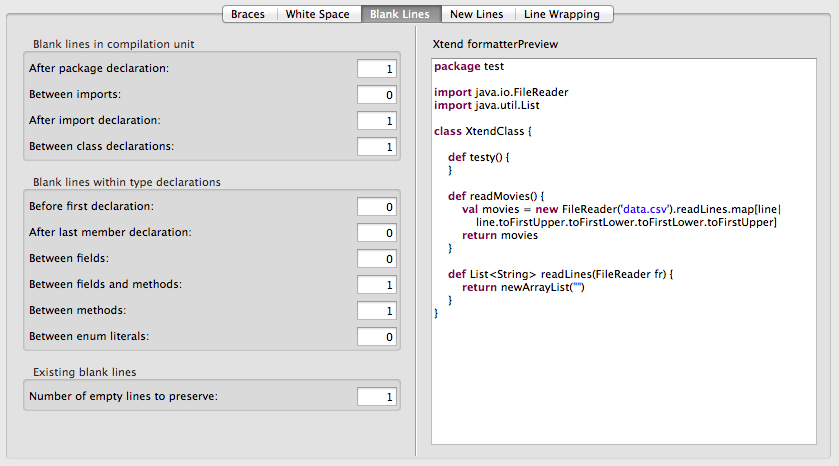 Braces White Space Blank Lines New Lines Line Wrapping
Blank lines in compilation unit
After package declaration: 1
Between imports: 0
After import declaration: 1
Between class declarations: 1
Blank lines within type declarations
Before first declaration: 0
After last member declaration: 0
Between fields: 0
Between fields and methods: 1
Between methods: 1
Between enum literals: 0
Existing blank lines
Number of empty lines to preserve: 1
Xtend formatterPreview
package test
import java.io.FileReader
import java.util.List
class XtendClass {
def testy() {
}
def readMovies() {
val movies = new FileReader('data.csv').readLines.map[line|
line.toFirstUpper.toFirstLower.toFirstLower.toFirstUpper]
return movies
}
def List<String> readLines(FileReader fr) {
return newArrayList("")
}
}